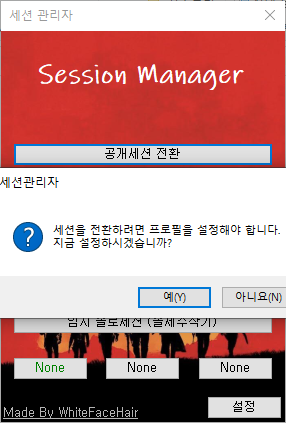 세션 관리자
Session Manager
공개세션 전환
세션관리자
세션을 전환하려면 프로필을 설정해야 합니다.
지금 설정하시겠습니까?
예(Y)
아니요(N)
임시 솔로세션 (몰세수작기)
None
None
None
Made By WhiteFaceHair
설정